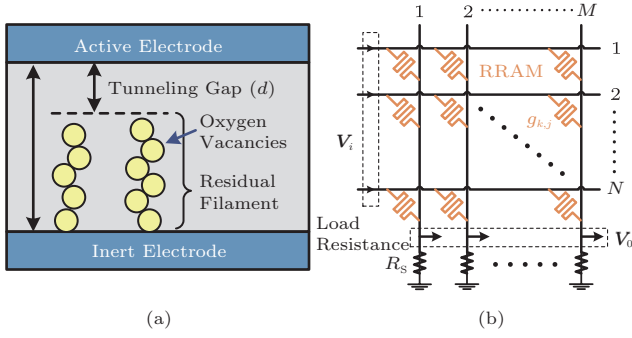 Active Electrode
Tunneling Gap (d)
Oxygen
Vacancies
Residual
Filament
Inert Electrode
(a)
1 2 M
RRAM
1
2
g_{k,j}
V_i
N
Load
Resistance
V_0
R_S
(b)